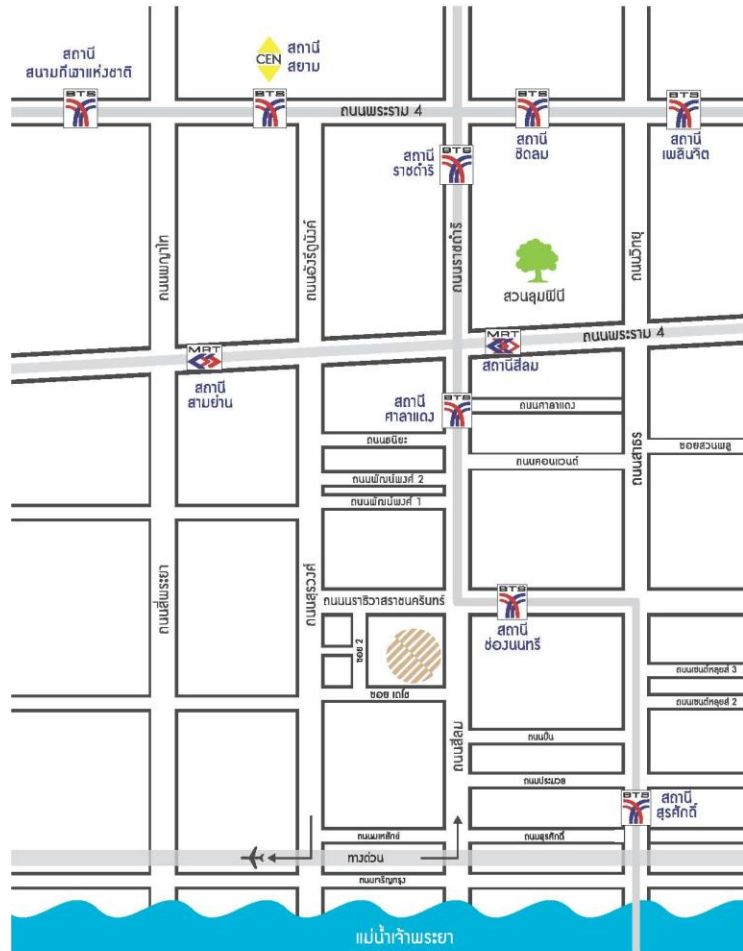 สถานี
สนามกีฬาแห่งชาติ
CEN
สถานี
สยาม
BTS
BTS
BTS
BTS
ถนนพระราม 4
สถานี
ราชดำริ
BTS
สถานี
ชิดลม
สถานี
เพลินจิต
ถนนพญาไท
ถนนอังรีดูนังต์
ถนนราชดำริ
ถนนวิทยุ
สวนลุมพินี
MRT
MRT
ถนนพระราม 4
สถานี
สามย่าน
สถานีสีลม
สถานี
ศาลาแดง
BTS
ถนนศาลาแดง
ถนนธนิยะ
ถนนคอนแวนต์
ถนนสาธร
ซอยสวนพลู
ถนนพัฒน์พงศ์ 2
ถนนพัฒน์พงศ์ 1
ถนนสี่พระยา
ถนนสุรวงศ์
ถนนนราธิวาสราชนครินทร์
BTS
สถานี
ช่องนนทรี
ซอย 2
ซอย เดโช
ถนนเซนต์หลุยส์ 3
ถนนเซนต์หลุยส์ 2
ถนนสีลม
ถนนปั้น
ถนนประมวล
BTS
สถานี
สุรศักดิ์
ถนนมเหสักข์
ถนนสุรศักดิ์
ทางด่วน
ถนนเจริญกรุง
แม่น้ำเจ้าพระยา